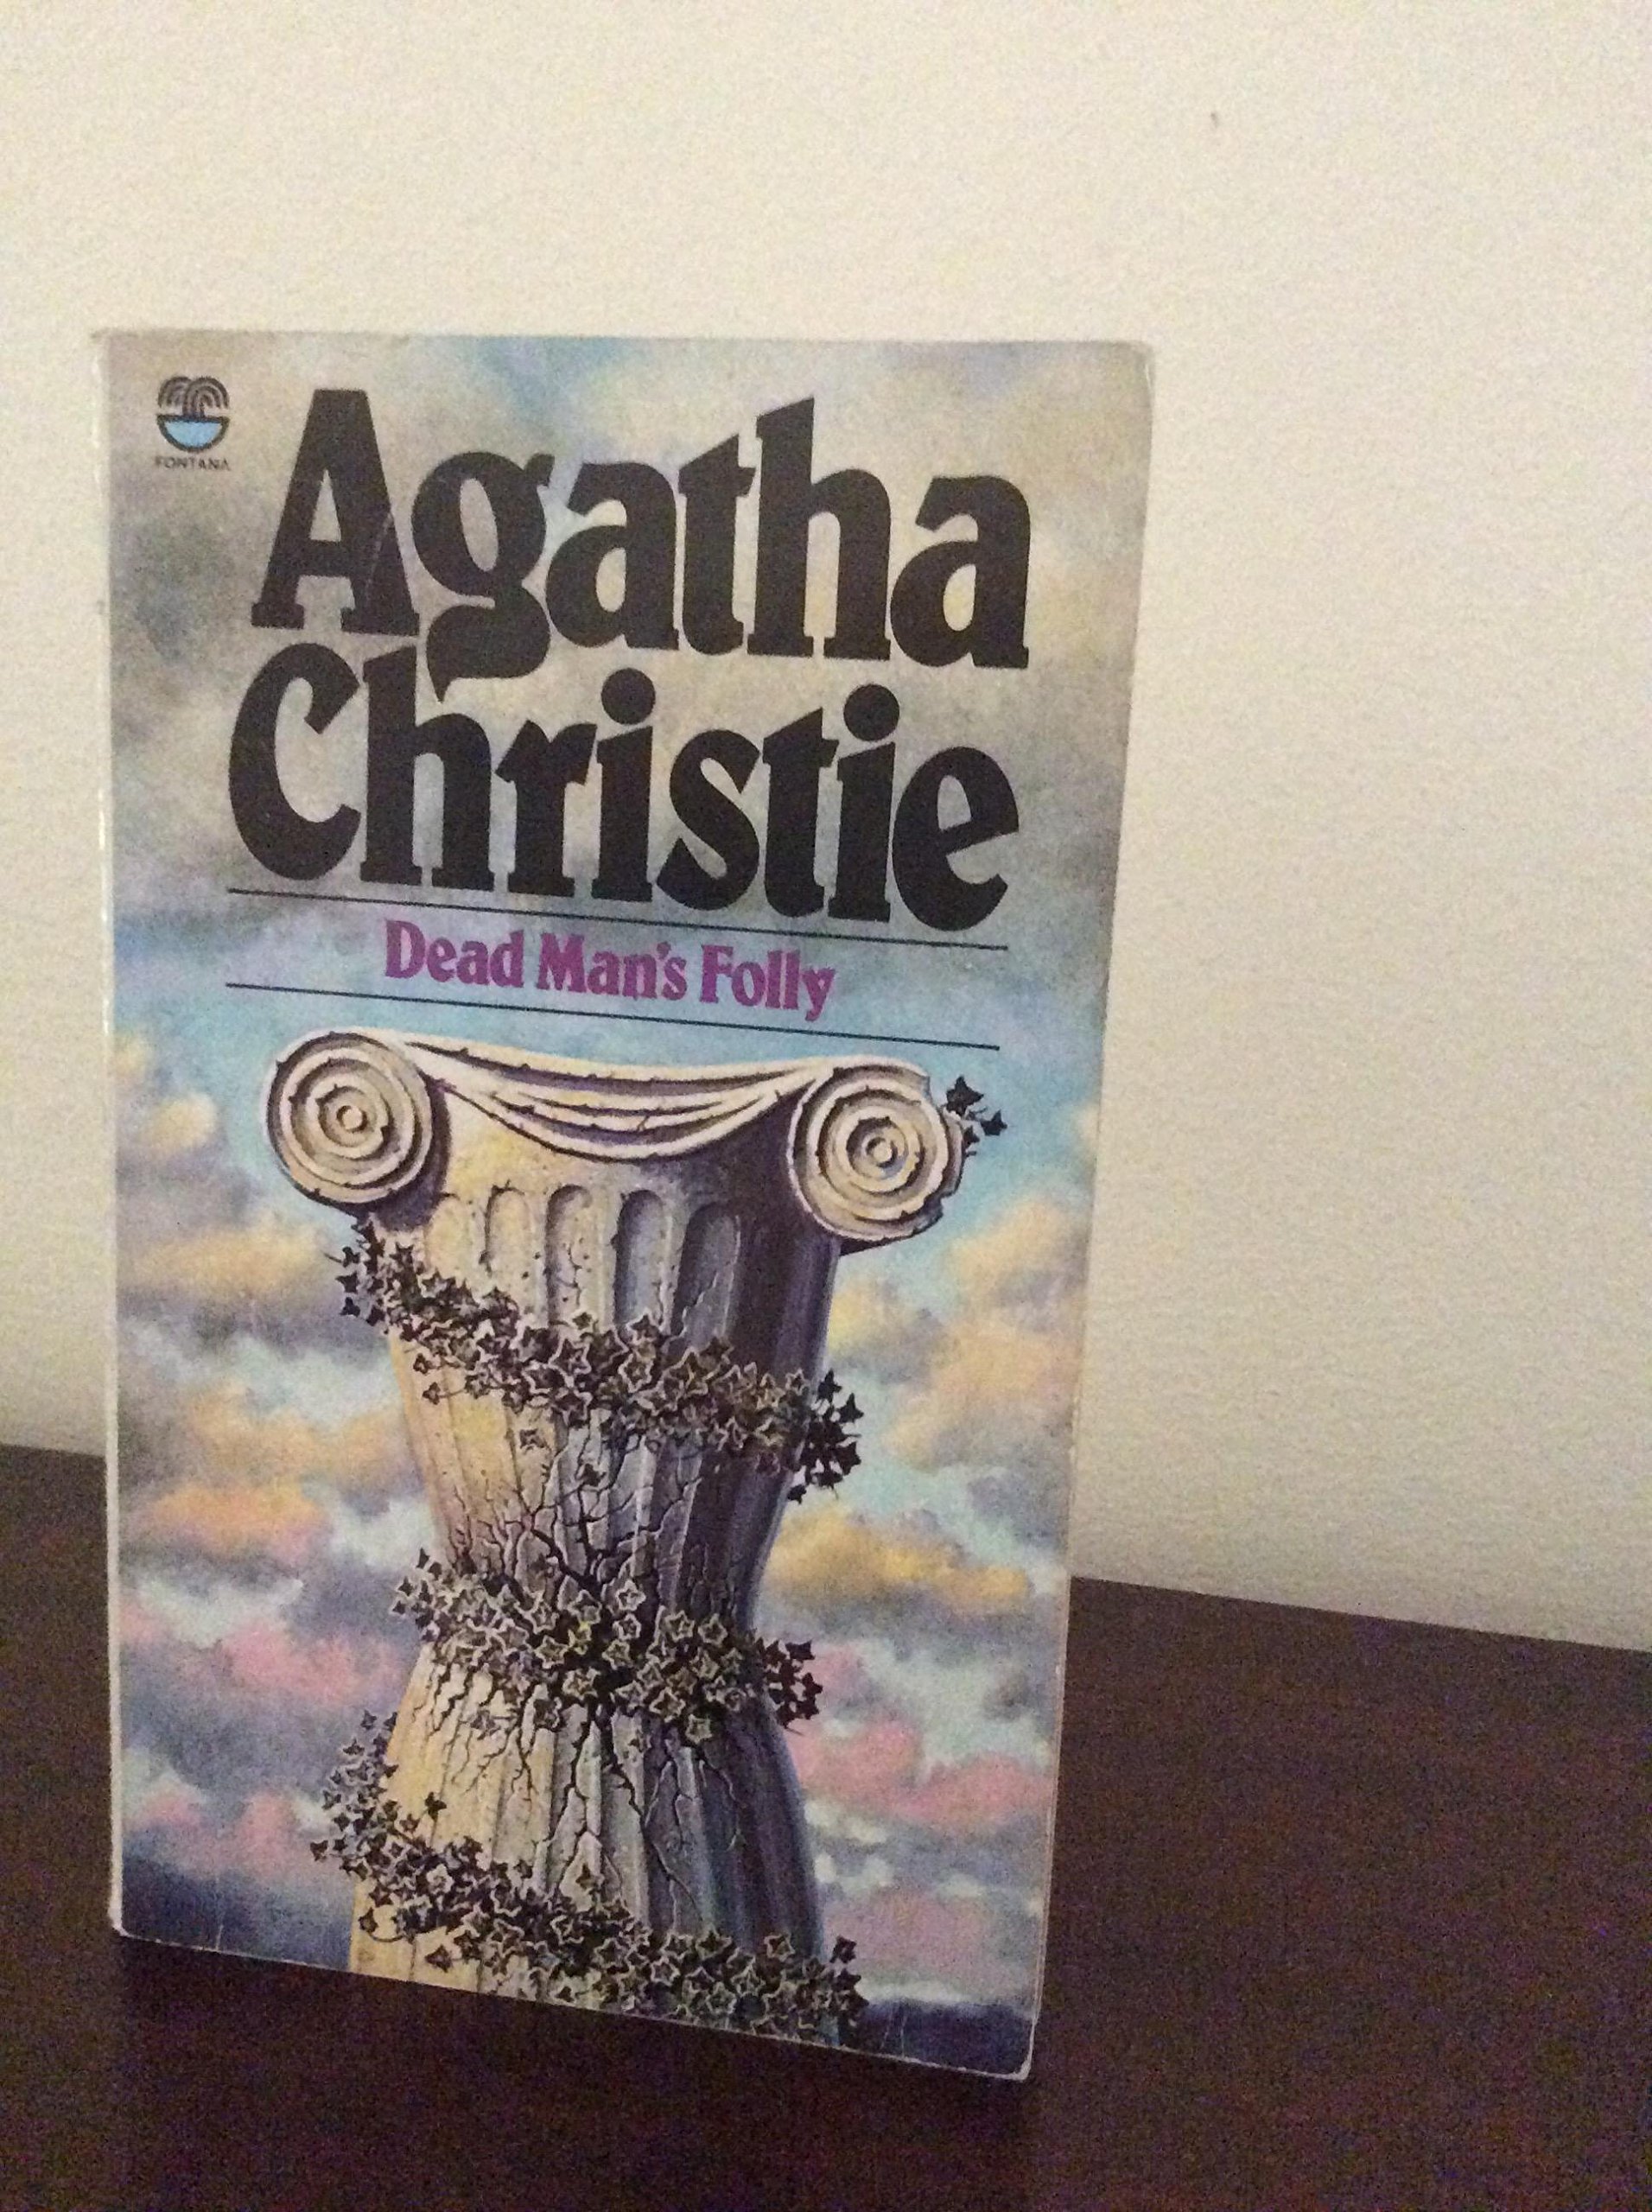 FONTANA
Agatha
Christie
Dead Man's Folly